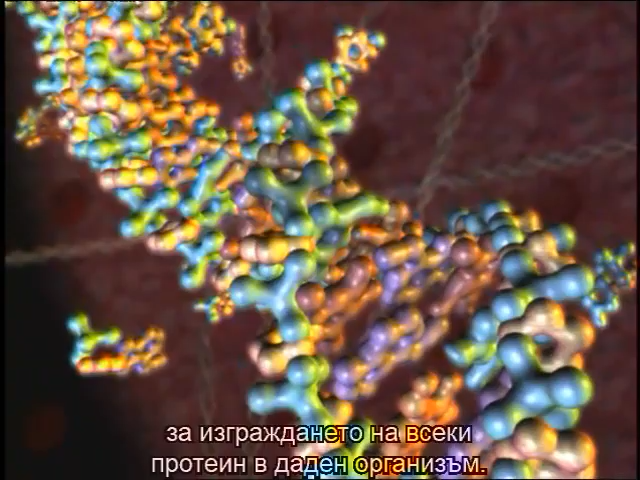 за изграждането на всеки
протеин в даден организъм.